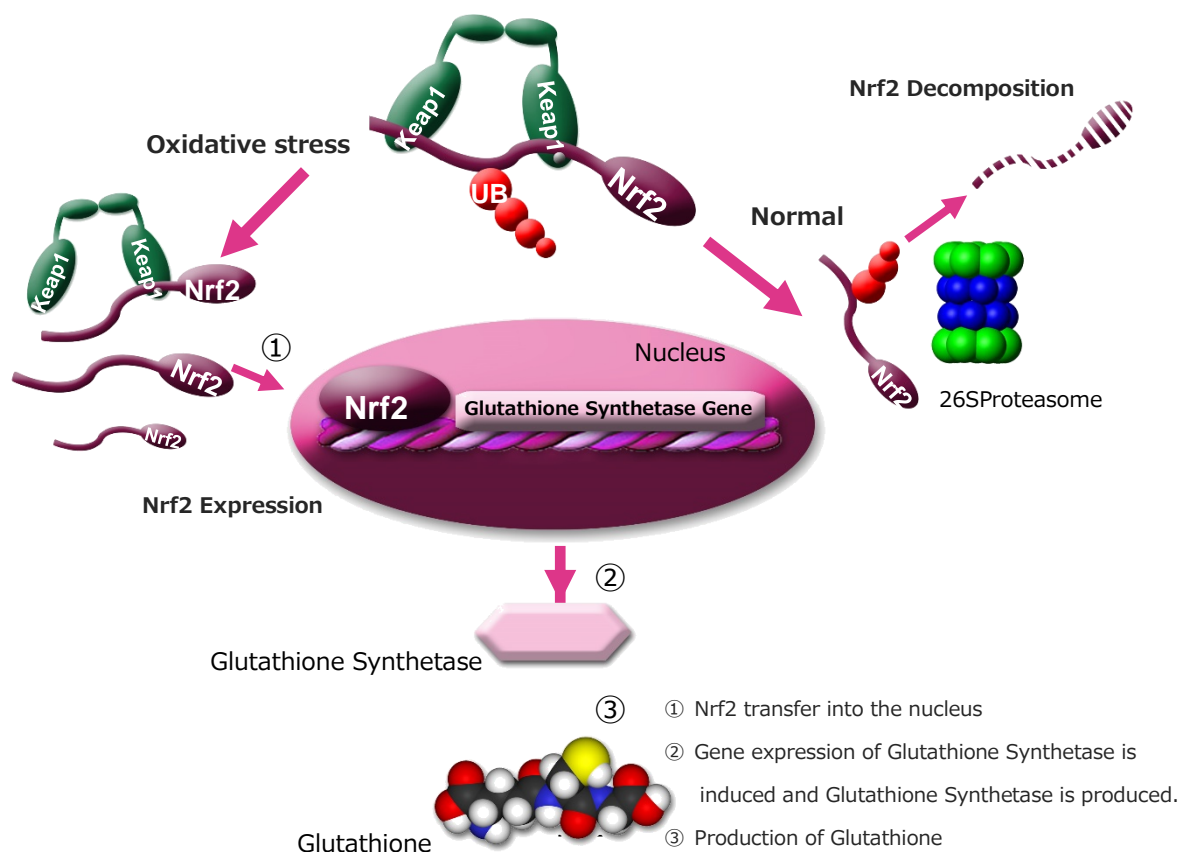 Keap1
Keap1
Nrf2 Decomposition
Oxidative stress
UB
Nrf2
Normal
Keap1
Keap1
Nrf2
①
Nrf2
Nucleus
Nrf2
Glutathione Synthetase Gene
Nrf2
26SProteasome
Nrf2
Nrf2 Expression
②
Glutathione Synthetase
③
① Nrf2 transfer into the nucleus
② Gene expression of Glutathione Synthetase is
induced and Glutathione Synthetase is produced.
③ Production of Glutathione
Glutathione